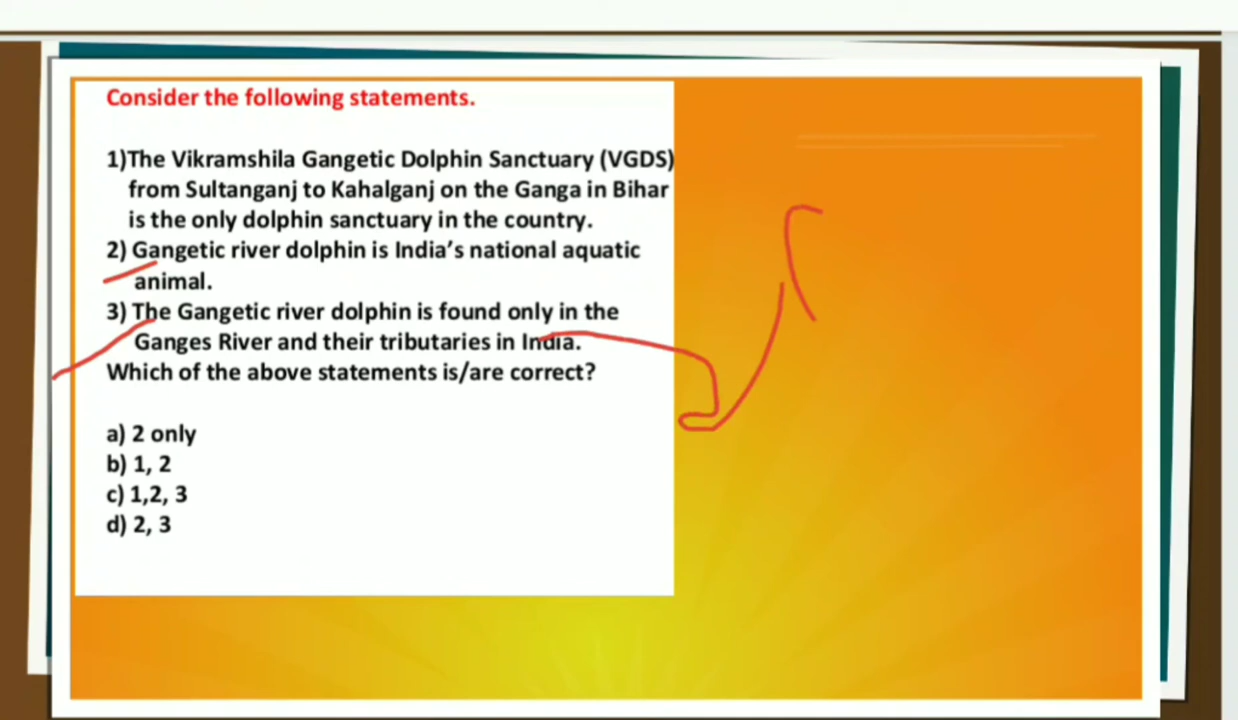 Consider the following statements.
1)The Vikramshila Gangetic Dolphin Sanctuary (VGDS)
from Sultanganj to Kahalganj on the Ganga in Bihar
is the only dolphin sanctuary in the country.
2) Gangetic river dolphin is India's national aquatic
animal.
3) The Gangetic river dolphin is found only in the
Ganges River and their tributaries in India.
Which of the above statements is/are correct?
a) 2 only
b) 1, 2
c) 1,2, 3
d) 2, 3